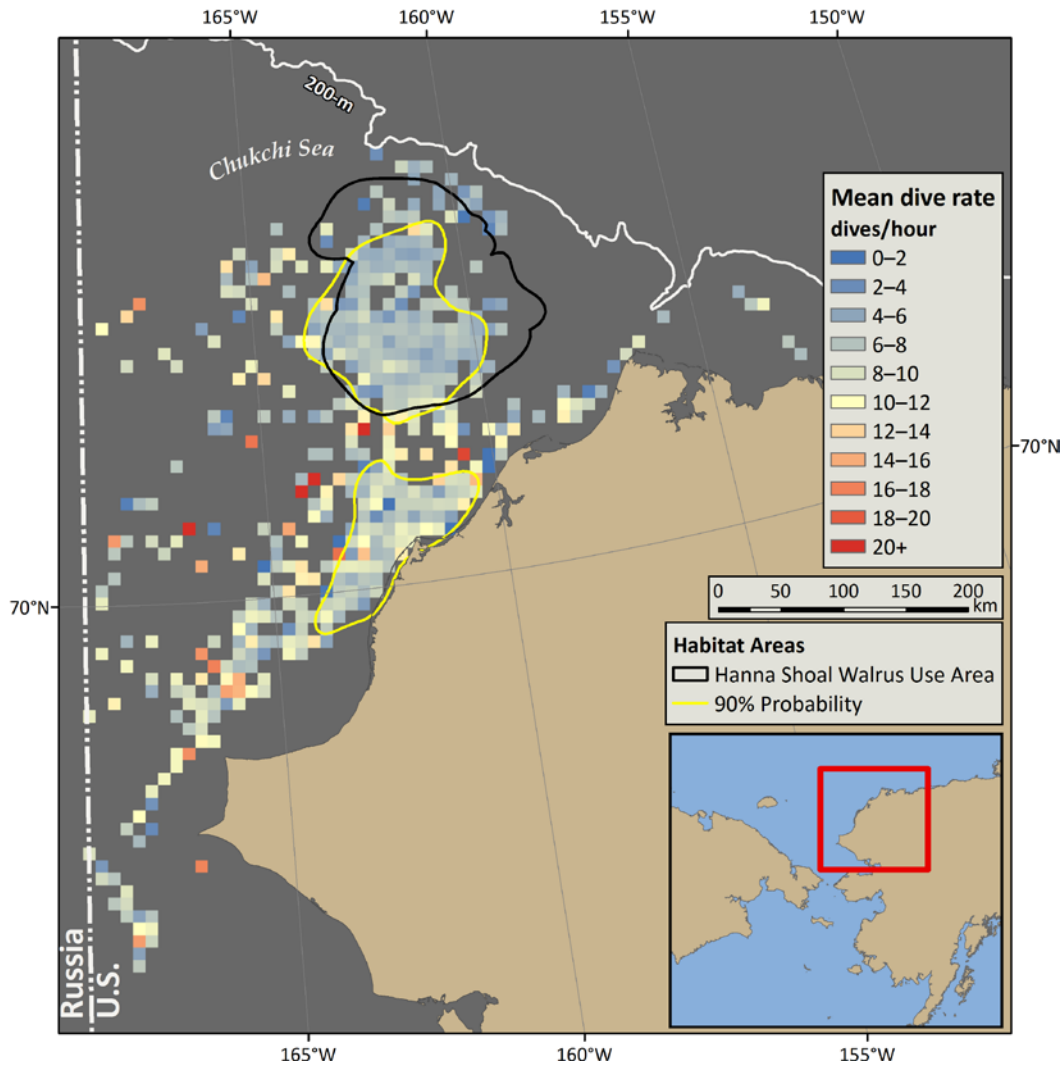 165°W 160°W 155°W 150°W
200-m
Chukchi Sea
Mean dive rate
dives/hour
0–2
2–4
4–6
6–8
8–10
10–12
12–14
14–16
16–18
18–20
20+
70°N
70°N
0 50 100 150 200
km
Habitat Areas
Hanna Shoal Walrus Use Area
90% Probability
Russia
U.S.
165°W 160°W 155°W